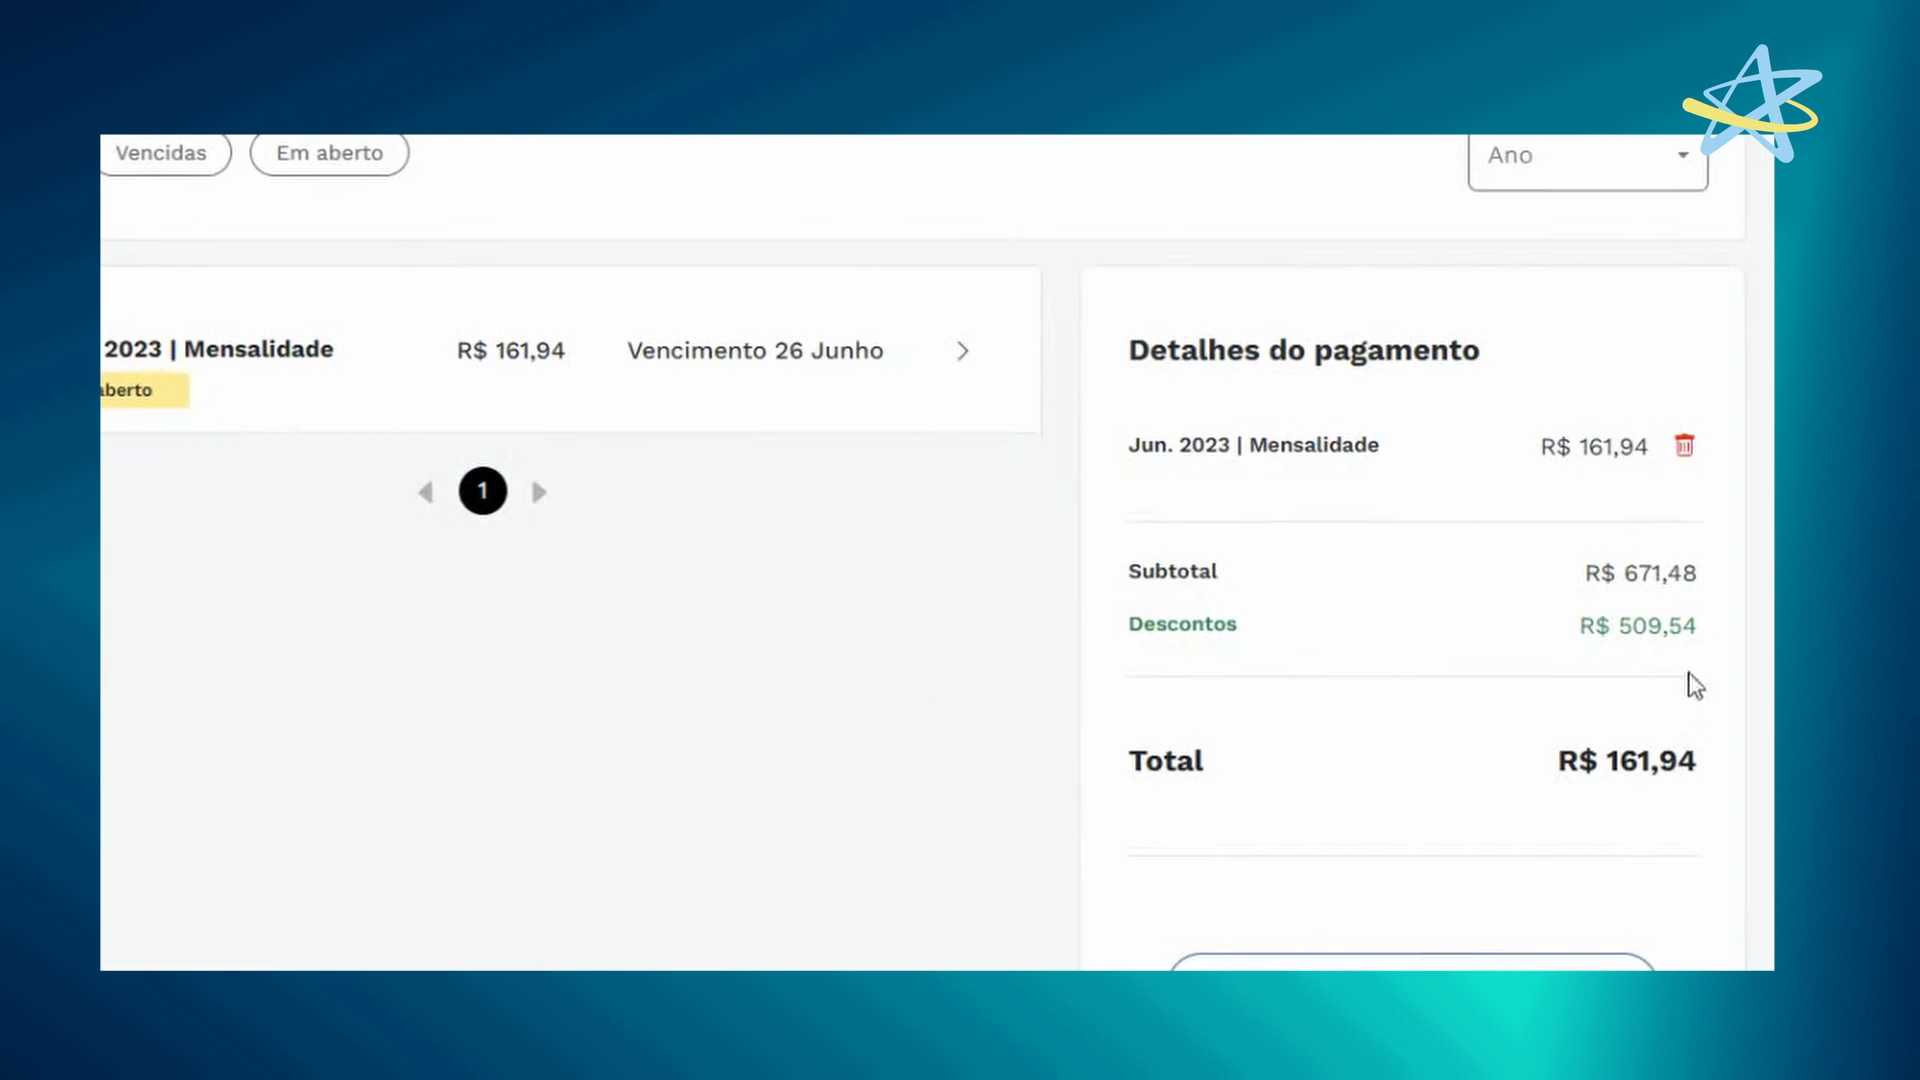 Vencidas
Em aberto
Ano
2023 | Mensalidade
R$ 161,94
Vencimento 26 Junho
aberto
1
Detalhes do pagamento
Jun. 2023 | Mensalidade
R$ 161,94
Subtotal
R$ 671,48
Descontos
R$ 509,54
Total
R$ 161,94